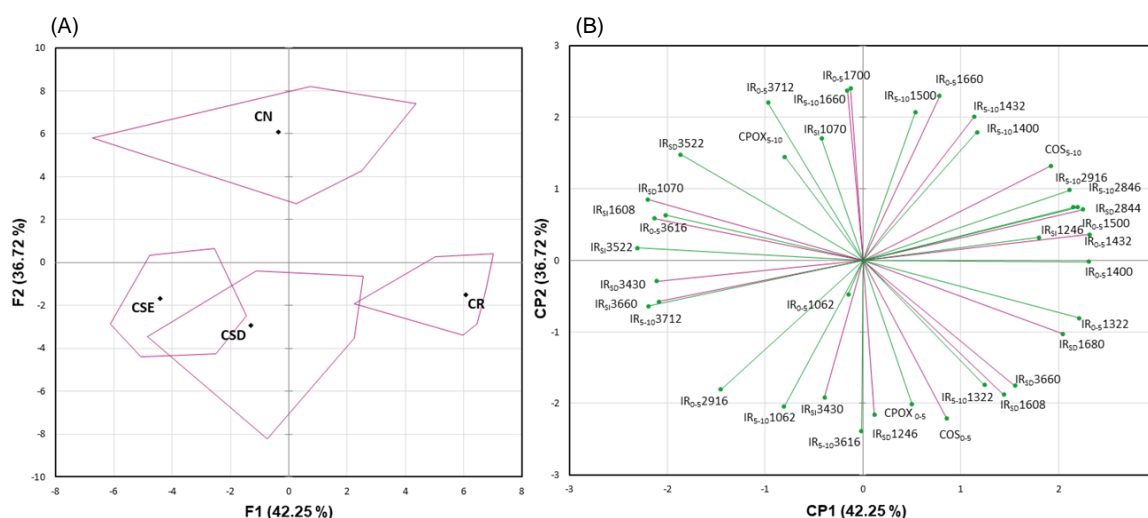 (A)
10
8
6
4
2
0
-2
-4
-6
-8
-10
-8 -6 -4 -2 0 2 4 6 8
F2 (36.72 %)
F1 (42.25 %)
CN
CSE
CSD
CR
(B)
3
2
1
0
-1
-2
-3
-3 -2 -1 0 1 2
CP2 (36.72 %)
CP1 (42.25 %)
IR0-51700
IR0-53712
IR5-101660
IR0-51660
IR5-101500
IR5-101432
IRSI1070
IR5-101400
CPOX5-10
IRSD3522
COS5-10
IR5-102916
IRSD1070
IR5-102846
IRSI1608
IRSD2844
IR0-53616
IR0-51500
IRSI1246
IRSI3522
IR0-51432
IR0-51400
IRSD3430
IRSI3660
IR5-103712
IR0-51062
IR0-51322
IRSD1680
IRSD3660
IR0-52916
IR5-101322
IRSD1608
IR5-101062
IRSI3430
CPOX 0-5
IR5-103616
IRSD1246
COS0-5